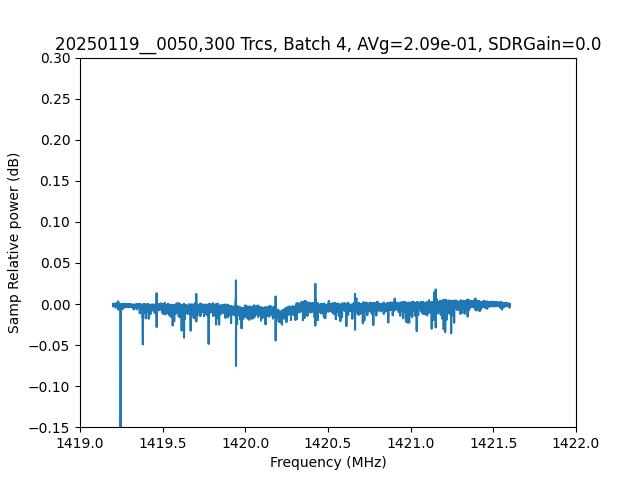 20250119__0050,300 Trcs, Batch 4, AVg=2.09e-01, SDRGain=0.0
0.30
0.25
0.20
0.15
0.10
0.05
0.00
−0.05
−0.10
−0.15
Samp Relative power (dB)
1419.0 1419.5 1420.0 1420.5 1421.0 1421.5 1422.0
Frequency (MHz)